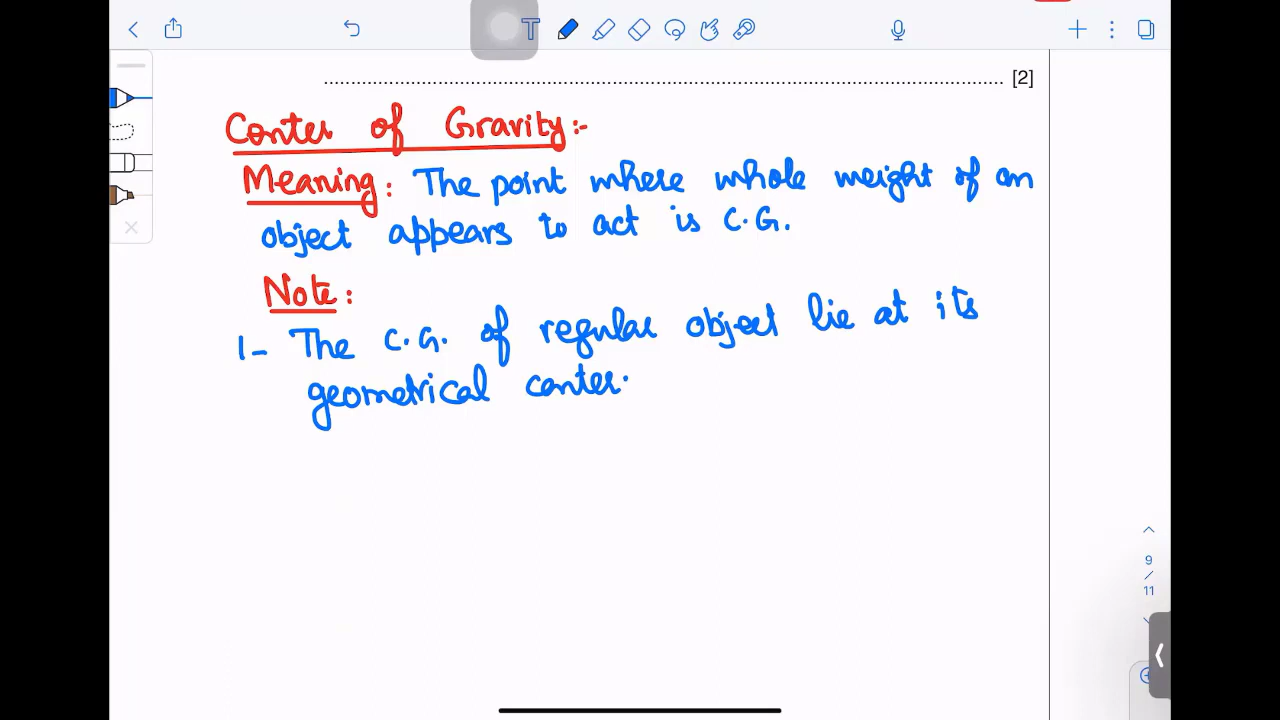 T
[2]
Center of Gravity:-
Meaning: The point where whole weight of an
object appears to act is C.G.
Note:
1- The C.G. of regular object lie at its
geometrical center.
9
/
11